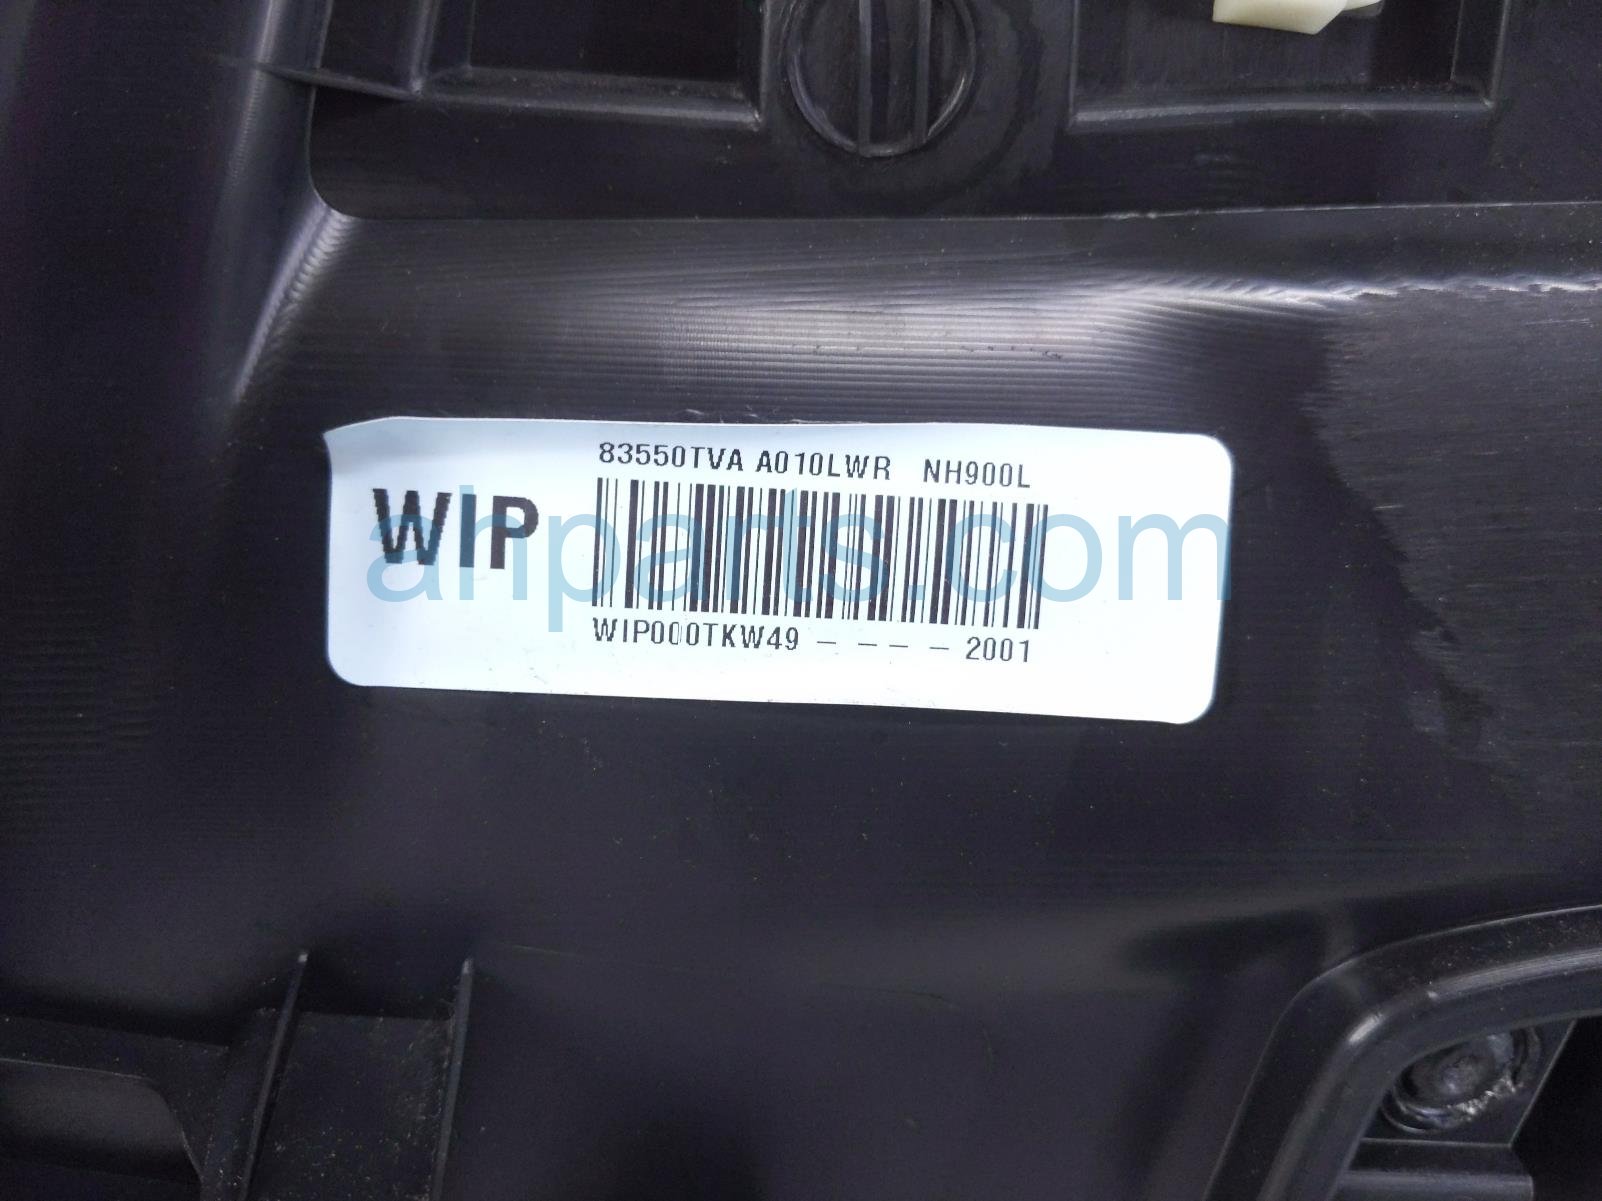 83550TVA A010LWR NH900L
WIP
WIP000TKW49 – – – – 2001
ahparts.com